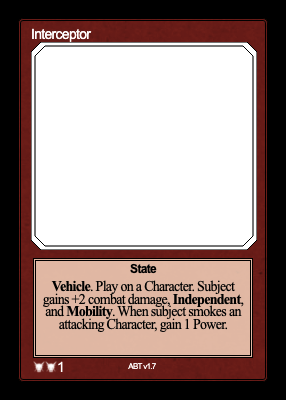 Interceptor
State
Vehicle. Play on a Character. Subject
gains +2 combat damage, Independent,
and Mobility. When subject smokes an
attacking Character, gain 1 Power.
1
ABT v1.7